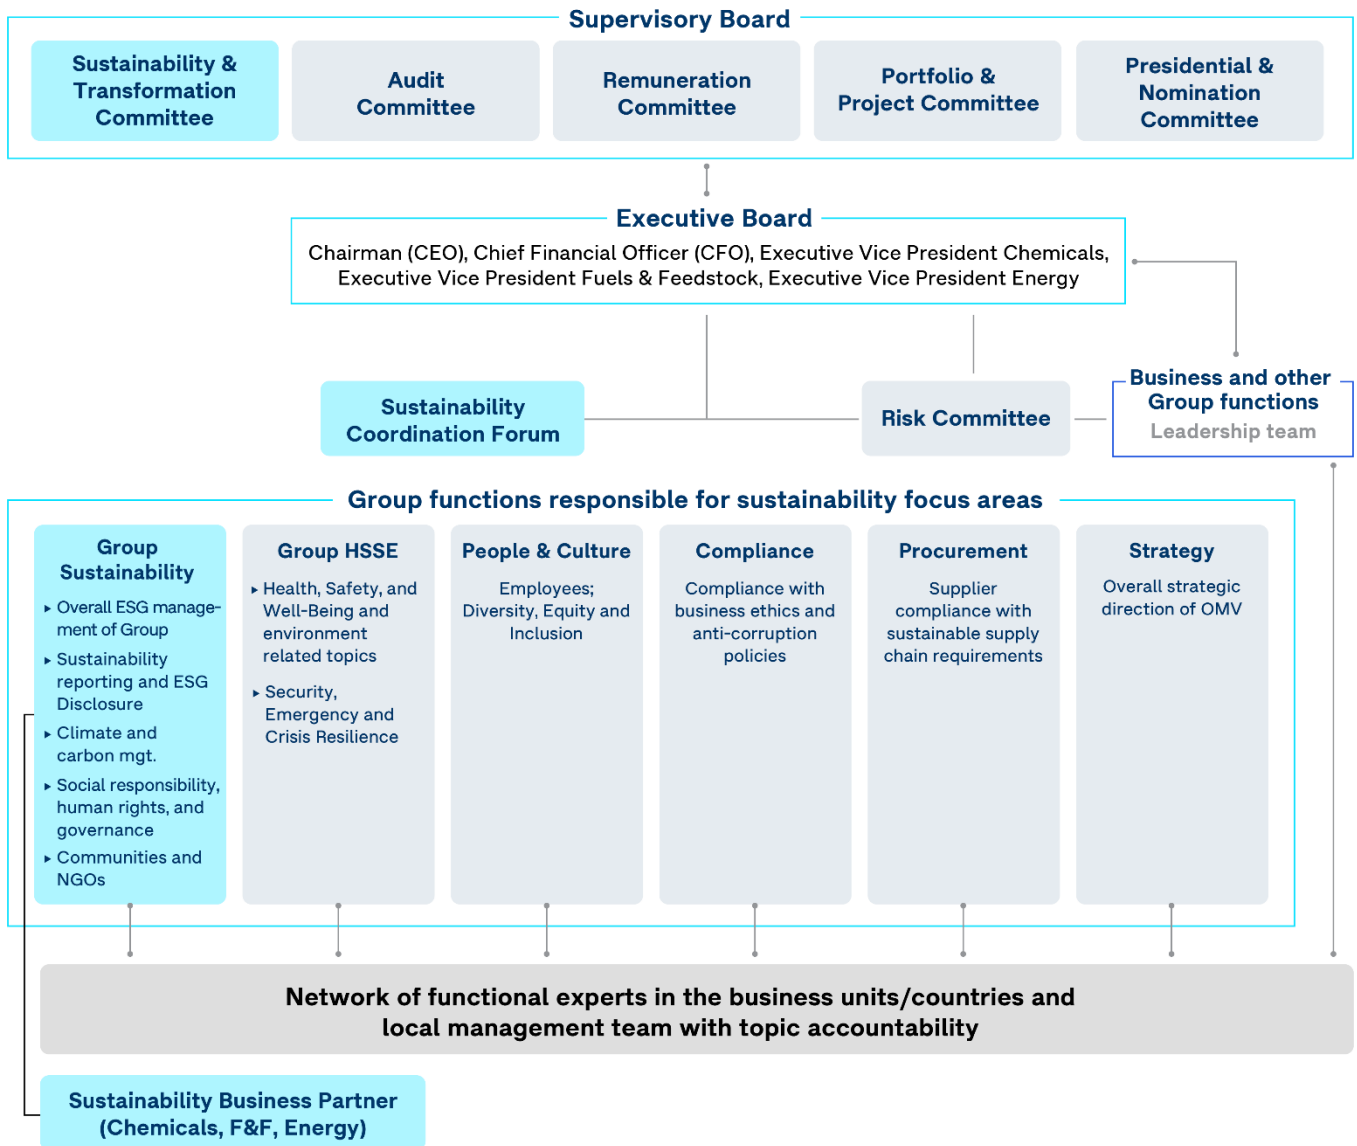 Supervisory Board
Sustainability &
Transformation
Committee
Audit
Committee
Remuneration
Committee
Portfolio &
Project Committee
Presidential &
Nomination
Committee
Executive Board
Chairman (CEO), Chief Financial Officer (CFO), Executive Vice President Chemicals,
Executive Vice President Fuels & Feedstock, Executive Vice President Energy
Sustainability
Coordination Forum
Risk Committee
Business and other
Group functions
Leadership team
Group functions responsible for sustainability focus areas
Group
Sustainability
▸ Overall ESG manage-
ment of Group
▸ Sustainability
reporting and ESG
Disclosure
▸ Climate and
carbon mgt.
▸ Social responsibility,
human rights, and
governance
▸ Communities and
NGOs
Group HSSE
▸ Health, Safety, and
Well-Being and
environment
related topics
▸ Security,
Emergency and
Crisis Resilience
People & Culture
Employees;
Diversity, Equity and
Inclusion
Compliance
Compliance with
business ethics and
anti-corruption
policies
Procurement
Supplier
compliance with
sustainable supply
chain requirements
Strategy
Overall strategic
direction of OMV
Network of functional experts in the business units/countries and
local management team with topic accountability
Sustainability Business Partner
(Chemicals, F&F, Energy)